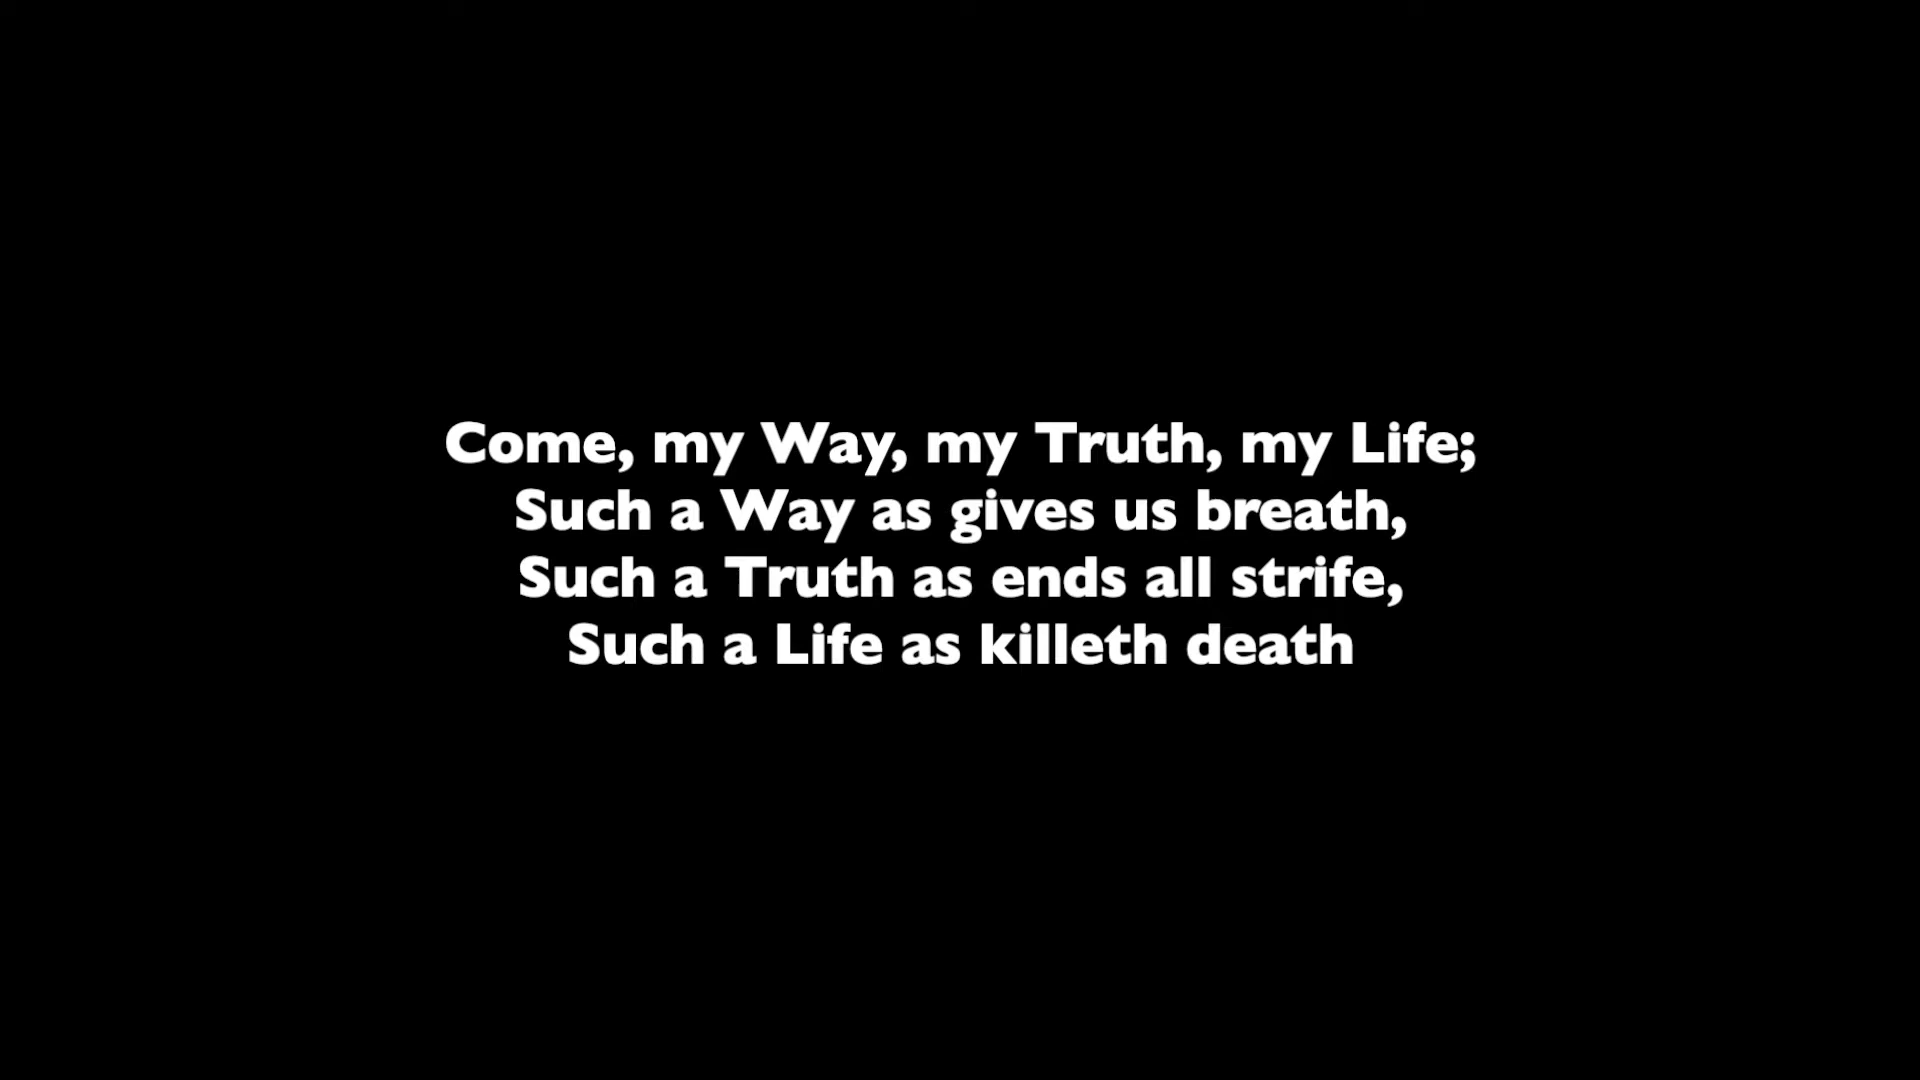 Come, my Way, my Truth, my Life;
Such a Way as gives us breath,
Such a Truth as ends all strife,
Such a Life as killeth death